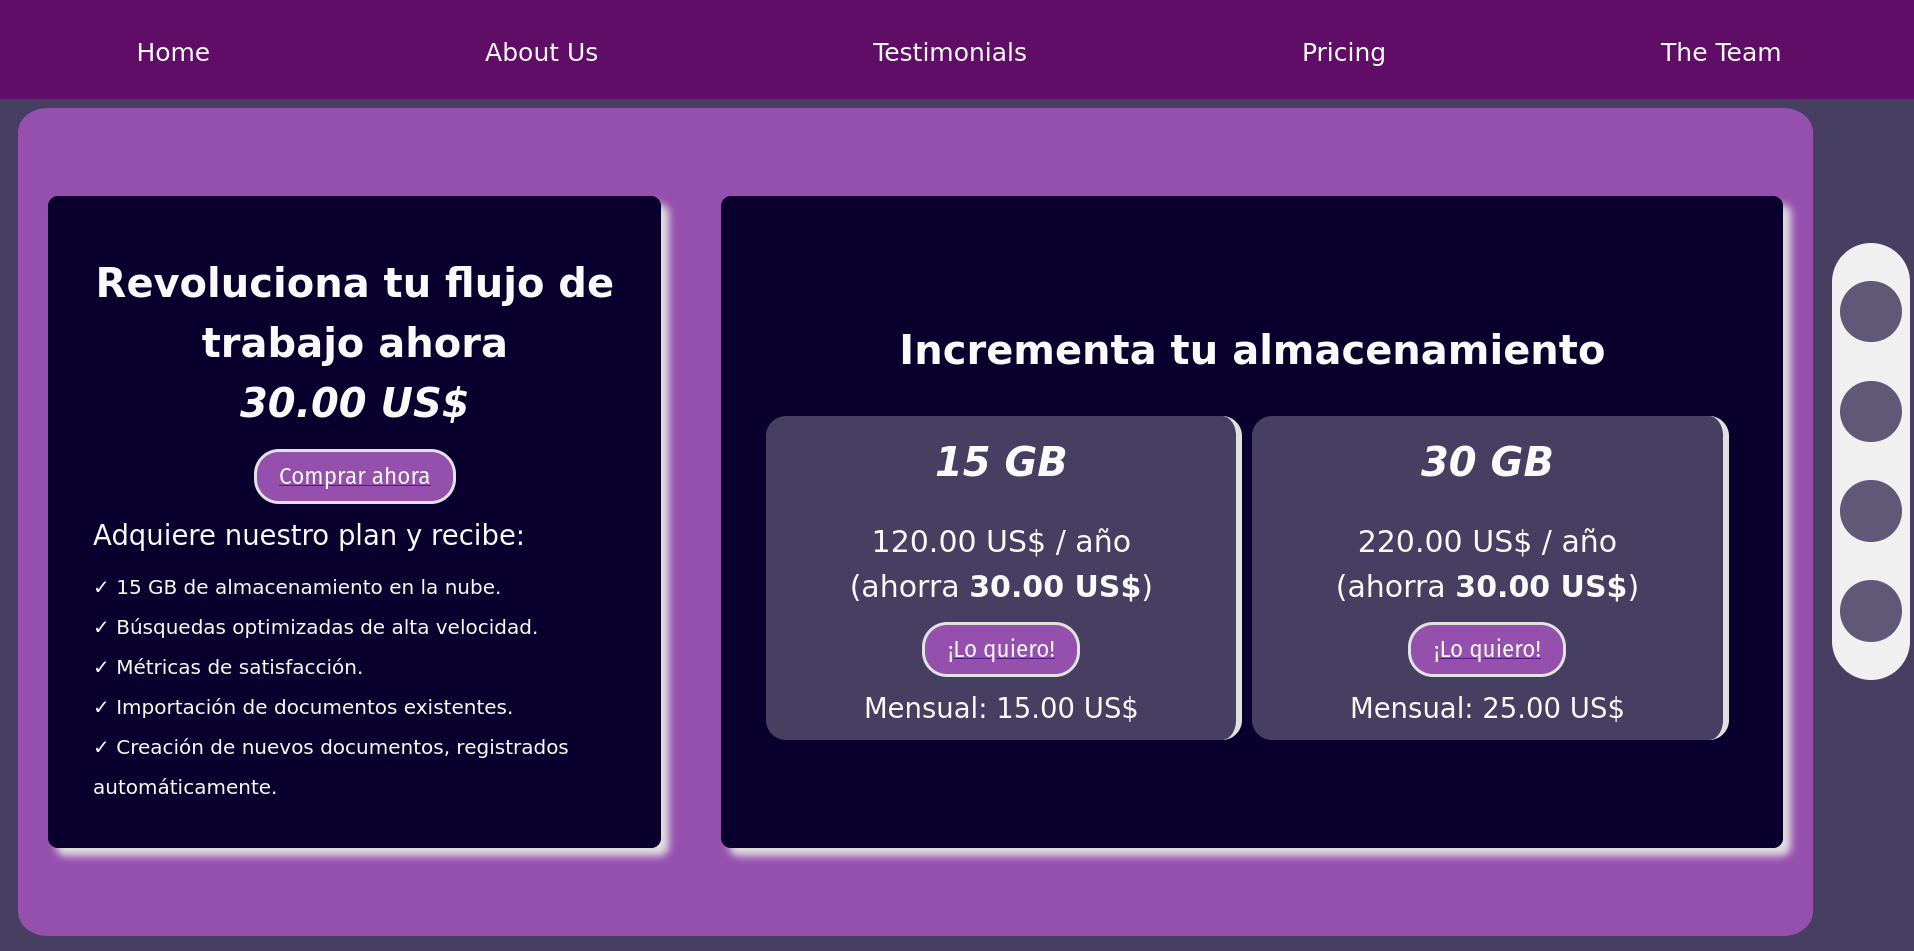 Home
About Us
Testimonials
Pricing
The Team
Revoluciona tu flujo de
trabajo ahora
30.00 US$
Comprar ahora
Adquiere nuestro plan y recibe:
✓ 15 GB de almacenamiento en la nube.
✓ Búsquedas optimizadas de alta velocidad.
✓ Métricas de satisfacción.
✓ Importación de documentos existentes.
✓ Creación de nuevos documentos, registrados
automáticamente.
Incrementa tu almacenamiento
15 GB
120.00 US$ / año
(ahorra 30.00 US$)
¡Lo quiero!
Mensual: 15.00 US$
30 GB
220.00 US$ / año
(ahorra 30.00 US$)
¡Lo quiero!
Mensual: 25.00 US$